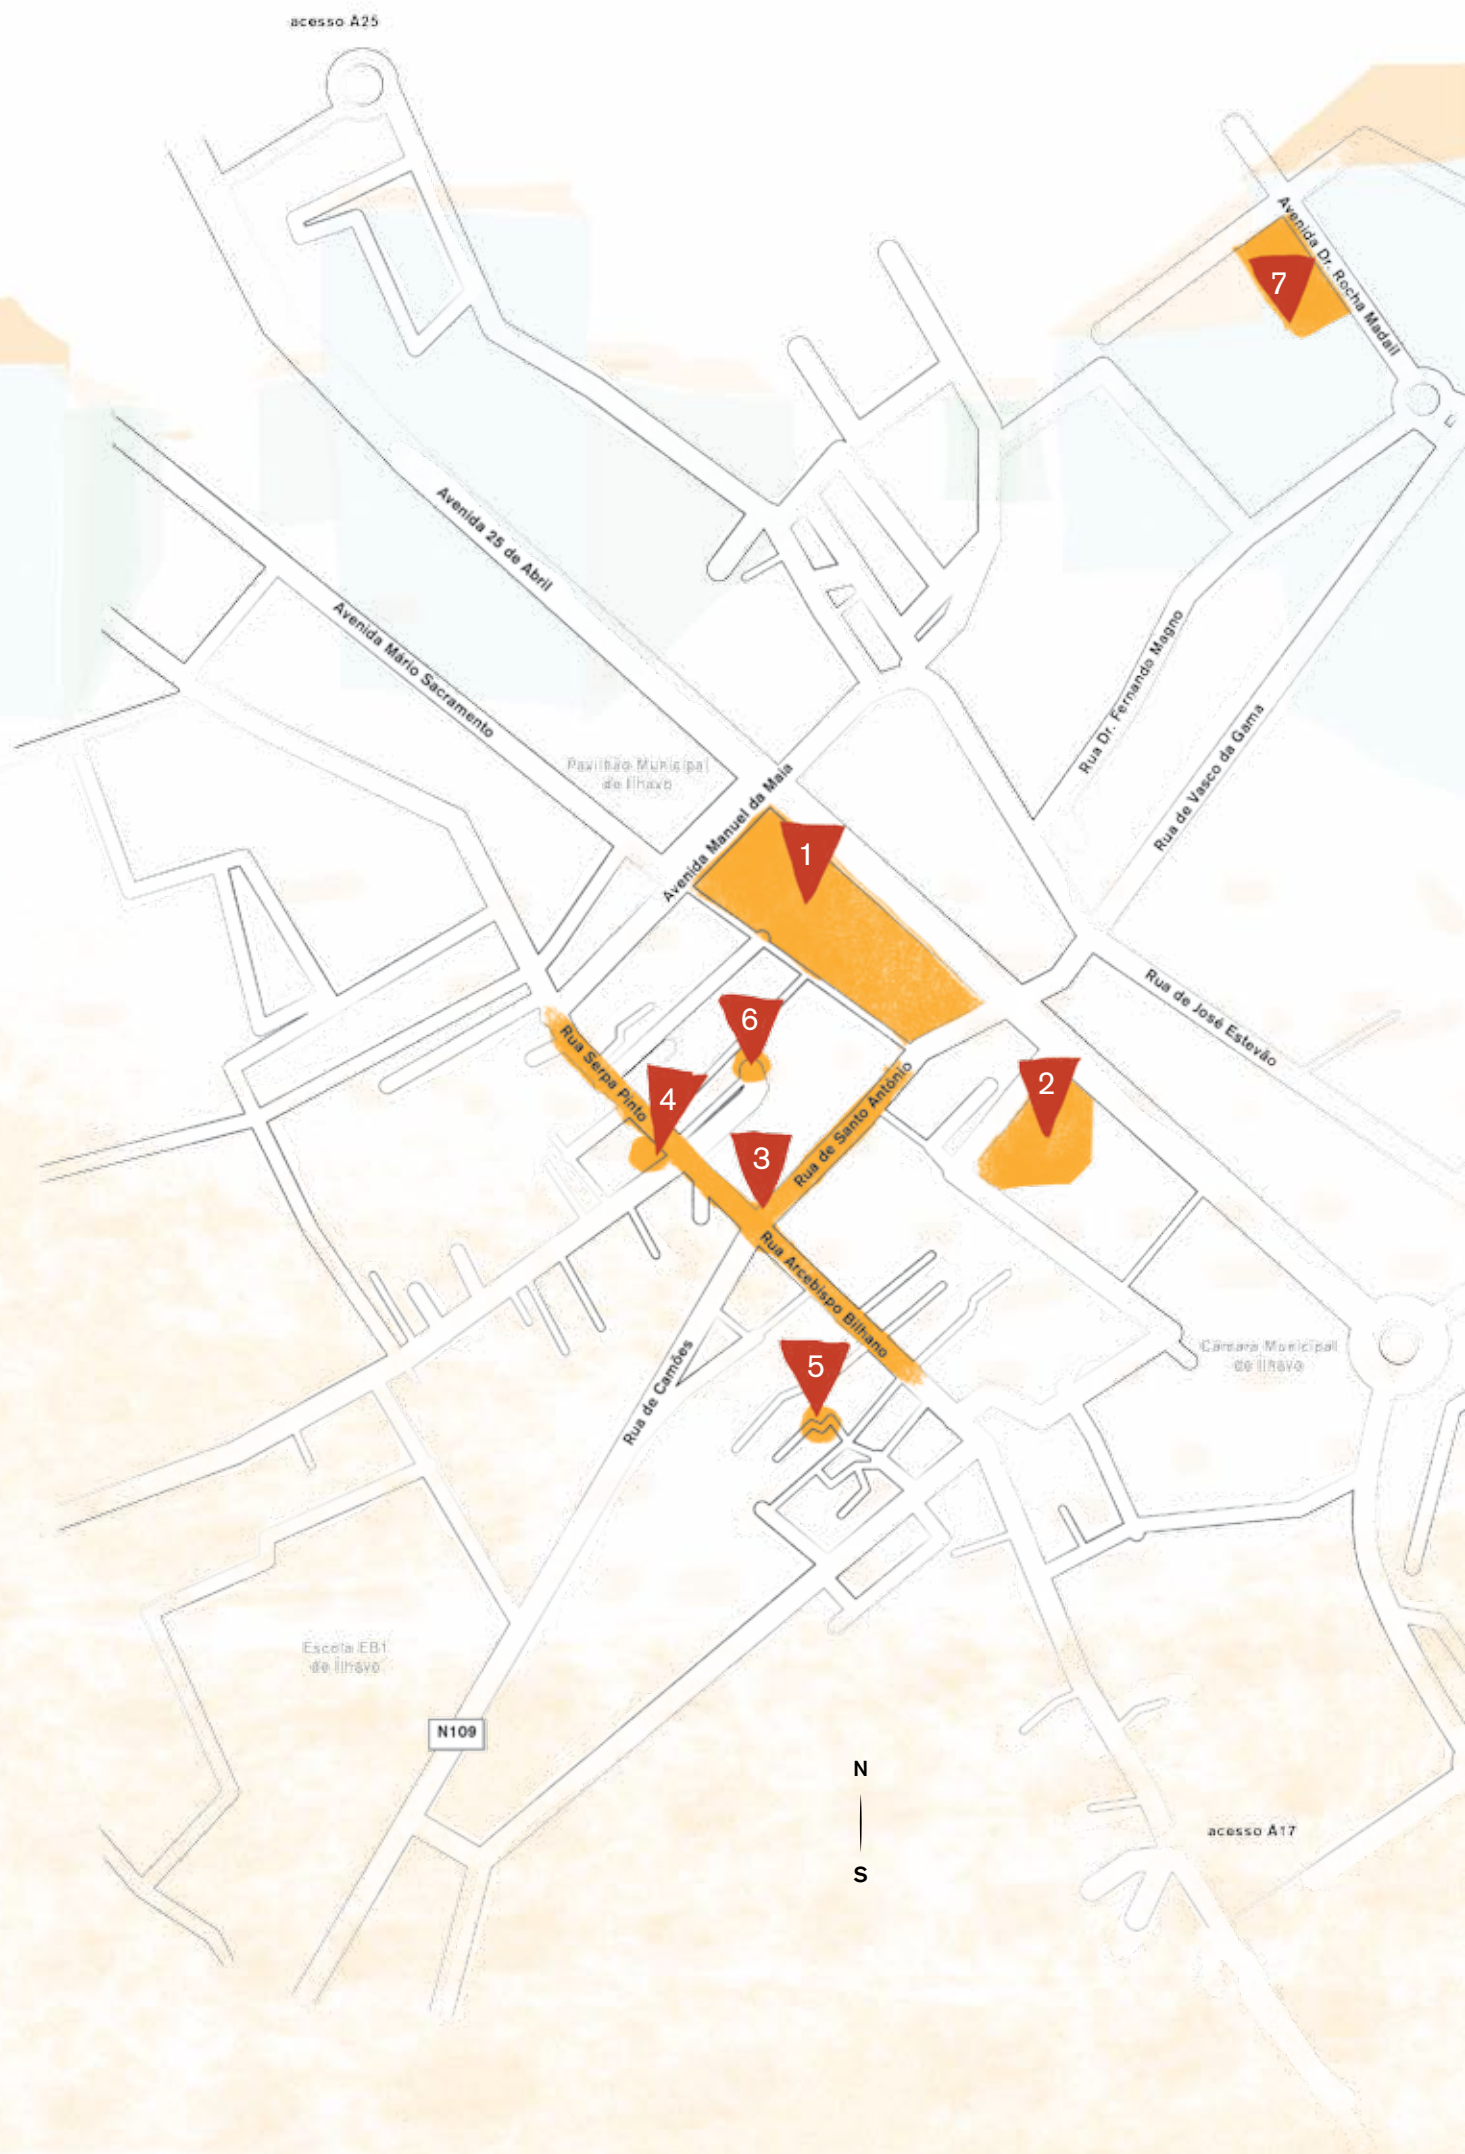 acesso A25
Avenida Dr. Rocha Madail
7
Avenida 25 de Abril
Avenida Mário Sacramento
Rua Dr. Fernando Magno
Rua de Vasco da Gama
Pavilhão Municipal
de Ílhavo
Avenida Manuel da Maia
1
Rua de José Estevão
6
Rua Serpa Pinto
4
2
Rua de Santo António
3
Rua Arcebispo Bilhano
Câmara Municipal
de Ílhavo
5
Rua de Camões
Escola EB1
de Ílhavo
N109
N
S
acesso A17